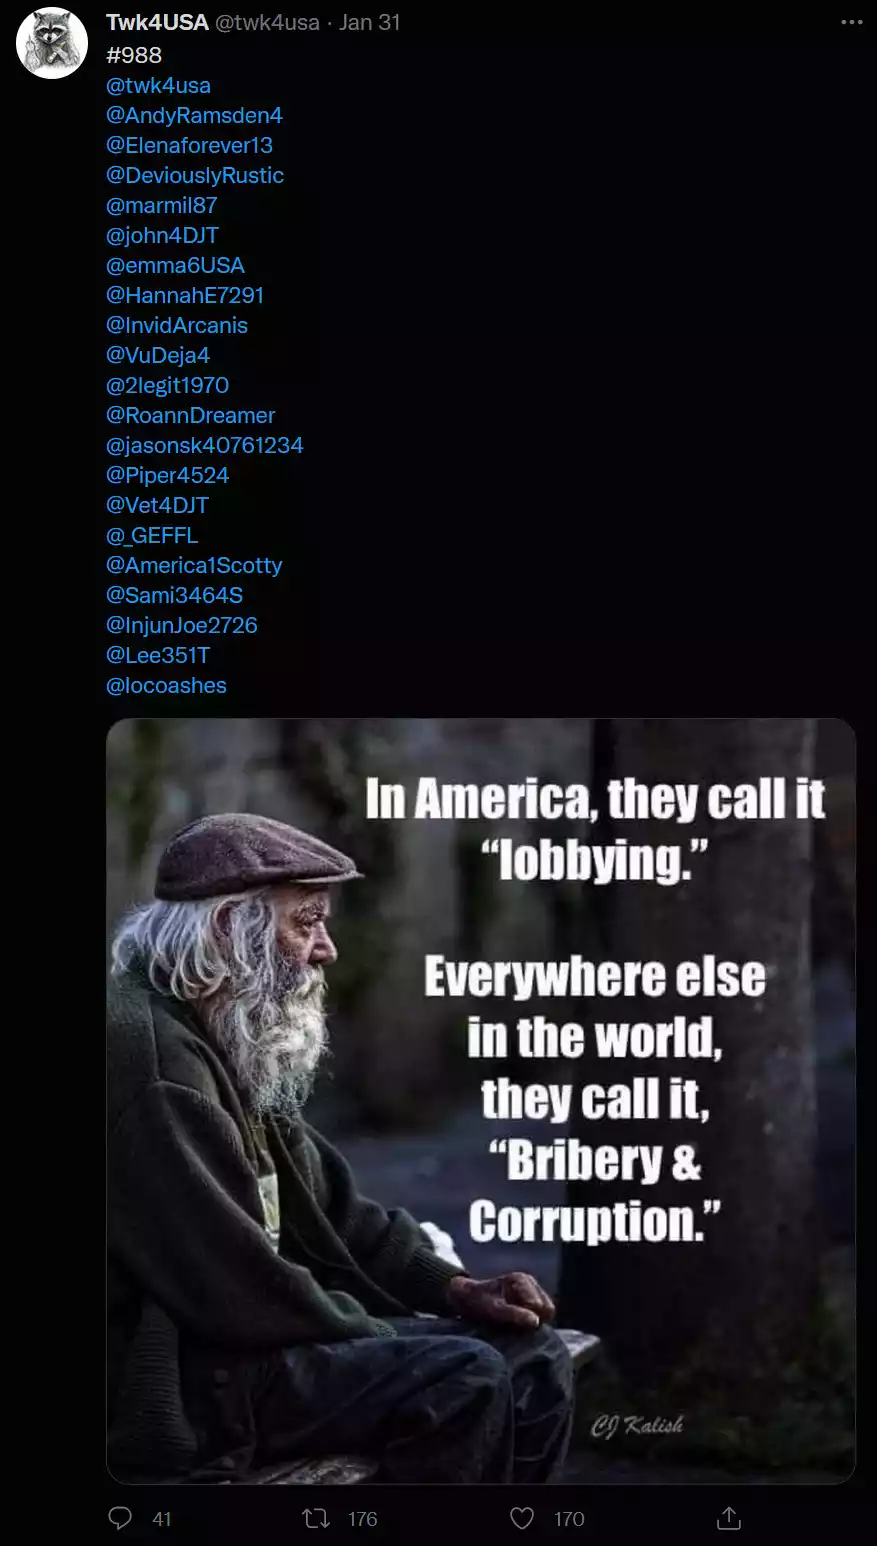 Twk4USA @twk4usa · Jan 31
#988
@twk4usa
@AndyRamsden4
@Elenaforever13
@DeviouslyRustic
@marmil87
@john4DJT
@emma6USA
@HannahE7291
@InvidArcanis
@VuDeja4
@2legit1970
@RoannDreamer
@jasonsk40761234
@Piper4524
@Vet4DJT
@_GEFFL
@America1Scotty
@Sami3464S
@InjunJoe2726
@Lee351T
@locoashes
In America, they call it
“lobbying.”
Everywhere else
in the world,
they call it,
“Bribery &
Corruption.”
CJ Kalish
41 176 170